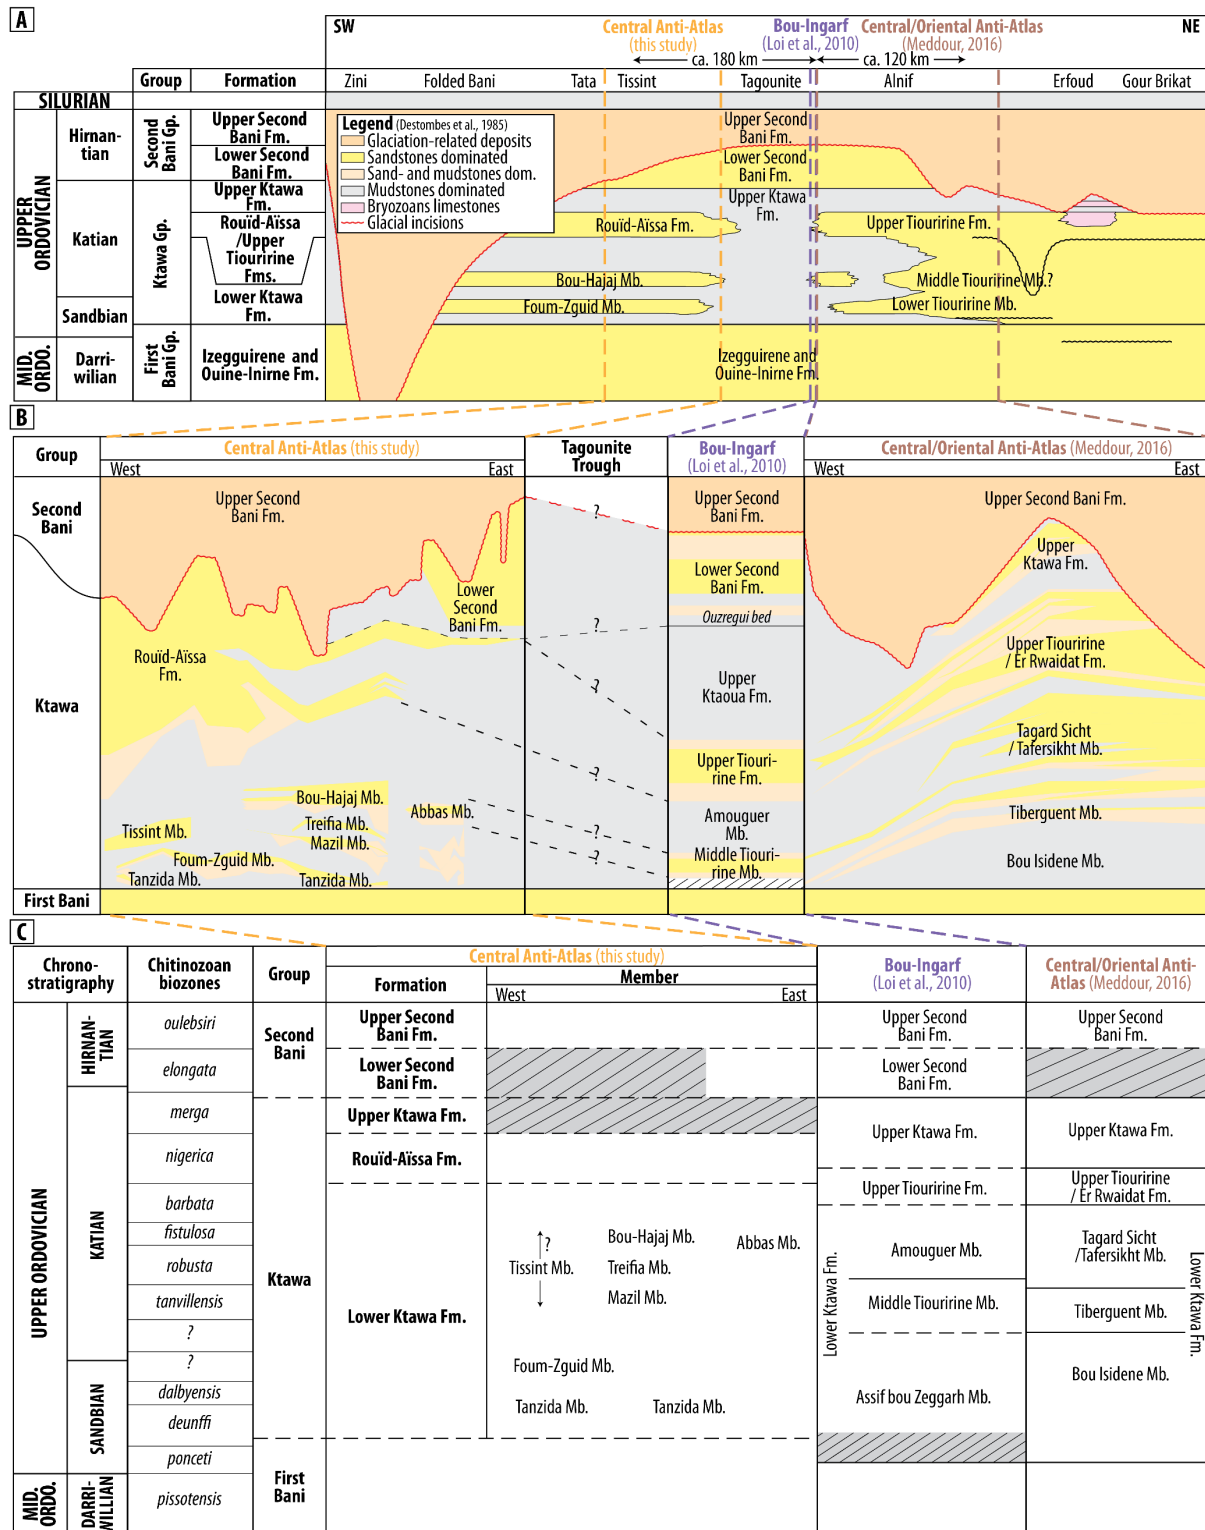 A
SW
Central Anti-Atlas
(this study)
Bou-Ingarf
(Loi et al., 2010)
Central/Oriental Anti-Atlas
(Meddour, 2016)
NE
ca. 180 km
ca. 120 km
Group
Formation
Zini
Folded Bani
Tata
Tissint
Tagounite
Alnif
Erfoud
Gour Brikat
SILURIAN
UPPER
ORDOVICIAN
Hirnan-
tian
Katian
Sandbian
MID.
ORDO.
Darri-
wilian
Second
Bani Gp.
Ktawa Gp.
First
Bani Gp.
Upper Second
Bani Fm.
Lower Second
Bani Fm.
Upper Ktawa
Fm.
Rouïd-Aïssa
/Upper
Tiouririne
Fms.
Lower Ktawa
Fm.
Izegguirene and
Ouine-Inirne Fm.
Legend (Destombes et al., 1985)
Glaciation-related deposits
Sandstones dominated
Sand- and mudstones dom.
Mudstones dominated
Bryozoans limestones
Glacial incisions
Upper Second
Bani Fm.
Lower Second
Bani Fm.
Upper Ktawa
Fm.
Rouïd-Aïssa Fm.
Upper Tiouririne Fm.
Bou-Hajaj Mb.
Middle Tiouririne Mb.?
Foum-Zguid Mb.
Lower Tiouririne Mb.
Izegguirene and
Ouine-Inirne Fm.
B
Group
Central Anti-Atlas (this study)
West
East
Tagounite
Trough
Bou-Ingarf
(Loi et al., 2010)
Central/Oriental Anti-Atlas (Meddour, 2016)
West
East
Second
Bani
Ktawa
First Bani
Upper Second
Bani Fm.
Lower
Second
Bani Fm.
Rouïd-Aïssa
Fm.
Bou-Hajaj Mb.
Abbas Mb.
Treifia Mb.
Tissint Mb.
Mazil Mb.
Foum-Zguid Mb.
Tanzida Mb.
Tanzida Mb.
?
?
?
?
?
?
Upper Second
Bani Fm.
Lower Second
Bani Fm.
Ouzregui bed
Upper
Ktaoua Fm.
Upper Tiouri-
rine Fm.
Amouguer
Mb.
Middle Tiouri-
rine Mb.
Upper Second Bani Fm.
Upper
Ktawa Fm.
Upper Tiouririne
/ Er Rwaidat Fm.
Tagard Sicht
/ Tafersikht Mb.
Tiberguent Mb.
Bou Isidene Mb.
C
Chrono-
stratigraphy
Chitinozoan
biozones
Group
Central Anti-Atlas (this study)
Formation
Member
West
East
Bou-Ingarf
(Loi et al., 2010)
Central/Oriental Anti-
Atlas (Meddour, 2016)
UPPER ORDOVICIAN
MID.
ORDO.
HIRNAN-
TIAN
KATIAN
SANDBIAN
DARRI-
WILLIAN
oulebsiri
elongata
merga
nigerica
barbata
fistulosa
robusta
tanvillensis
?
?
dalbyensis
deunffi
ponceti
pissotensis
Second
Bani
Ktawa
First
Bani
Upper Second
Bani Fm.
Lower Second
Bani Fm.
Upper Ktawa Fm.
Rouïd-Aïssa Fm.
Lower Ktawa Fm.
?
Tissint Mb.
Bou-Hajaj Mb.
Treifia Mb.
Mazil Mb.
Abbas Mb.
Foum-Zguid Mb.
Tanzida Mb.
Tanzida Mb.
Upper Second
Bani Fm.
Lower Second
Bani Fm.
Upper Ktawa Fm.
Upper Tiouririne Fm.
Lower Ktawa Fm.
Amouguer Mb.
Middle Tiouririne Mb.
Assif bou Zeggarh Mb.
Upper Second
Bani Fm.
Upper Ktawa Fm.
Upper Tiouririne
/ Er Rwaidat Fm.
Tagard Sicht
/Tafersikht Mb.
Tiberguent Mb.
Bou Isidene Mb.
Lower Ktawa Fm.